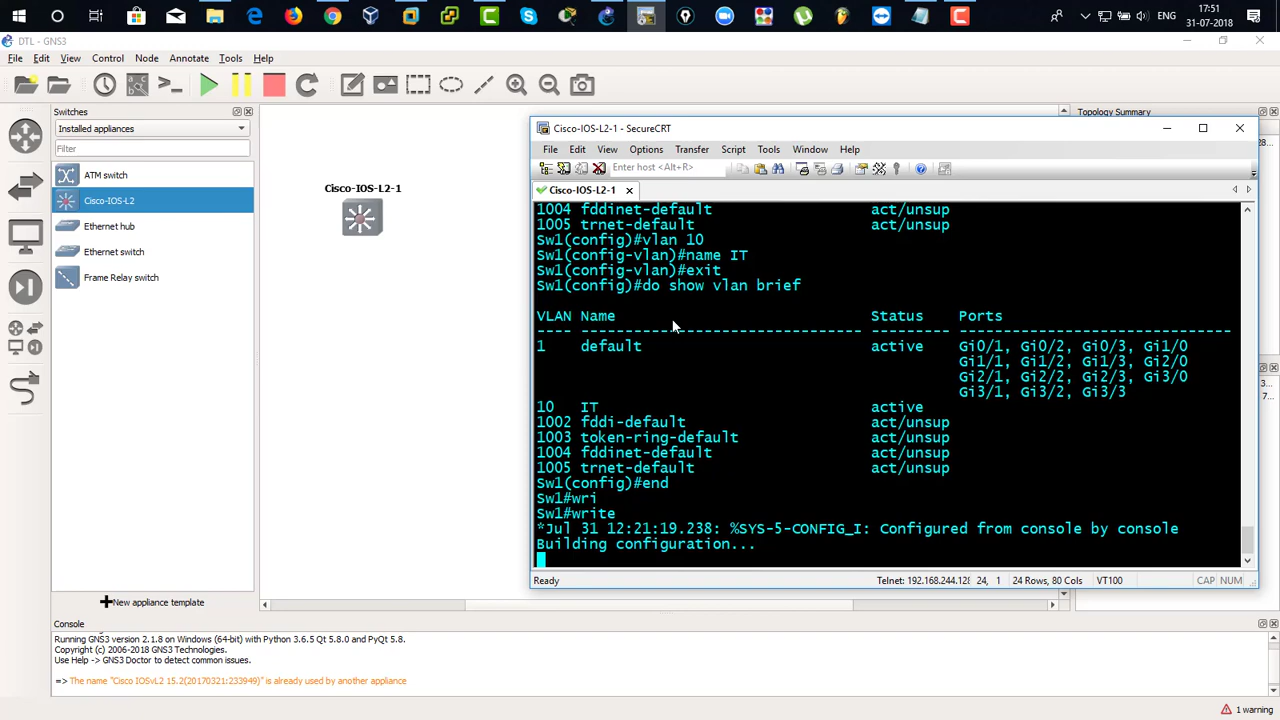 17:51
ENG
31-07-2018
DTL - GNS3
File Edit View Control Node Annotate Tools Help
Switches
Installed appliances
Filter
ATM switch
Cisco-IOS-L2
Ethernet hub
Ethernet switch
Frame Relay switch
New appliance template
Cisco-IOS-L2-1
Topology Summary
Cisco-IOS-L2-1 - SecureCRT
File Edit View Options Transfer Script Tools Window Help
Enter host <Alt+R>
Cisco-IOS-L2-1
1004 fddinet-default act/unsup
1005 trnet-default act/unsup
Sw1(config)#vlan 10
Sw1(config-vlan)#name IT
Sw1(config-vlan)#exit
Sw1(config)#do show vlan brief
VLAN Name Status Ports
---- -------------------------------- --------- -------------------------------
1 default active Gi0/1, Gi0/2, Gi0/3, Gi1/0
Gi1/1, Gi1/2, Gi1/3, Gi2/0
Gi2/1, Gi2/2, Gi2/3, Gi3/0
Gi3/1, Gi3/2, Gi3/3
10 IT active
1002 fddi-default act/unsup
1003 token-ring-default act/unsup
1004 fddinet-default act/unsup
1005 trnet-default act/unsup
Sw1(config)#end
Sw1#wri
Sw1#write
*Jul 31 12:21:19.238: %SYS-5-CONFIG_I: Configured from console by console
Building configuration...
Ready Telnet: 192.168.244.128 24, 1 24 Rows, 80 Cols VT100 CAP NUM
Console
Running GNS3 version 2.1.8 on Windows (64-bit) with Python 3.6.5 Qt 5.8.0 and PyQt 5.8.
Copyright (c) 2006-2018 GNS3 Technologies.
Use Help -> GNS3 Doctor to detect common issues.
=> The name "Cisco IOSvL2 15.2(20170321:233949)" is already used by another appliance
1 warning